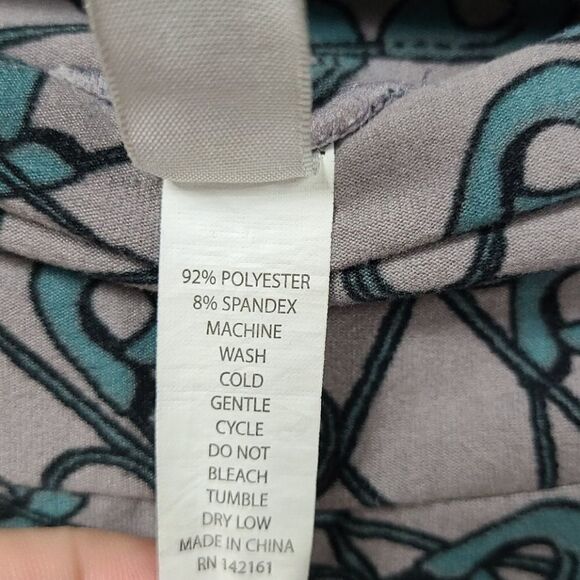 92% POLYESTER
8% SPANDEX
MACHINE
WASH
COLD
GENTLE
CYCLE
DO NOT
BLEACH
TUMBLE
DRY LOW
MADE IN CHINA
RN 142161